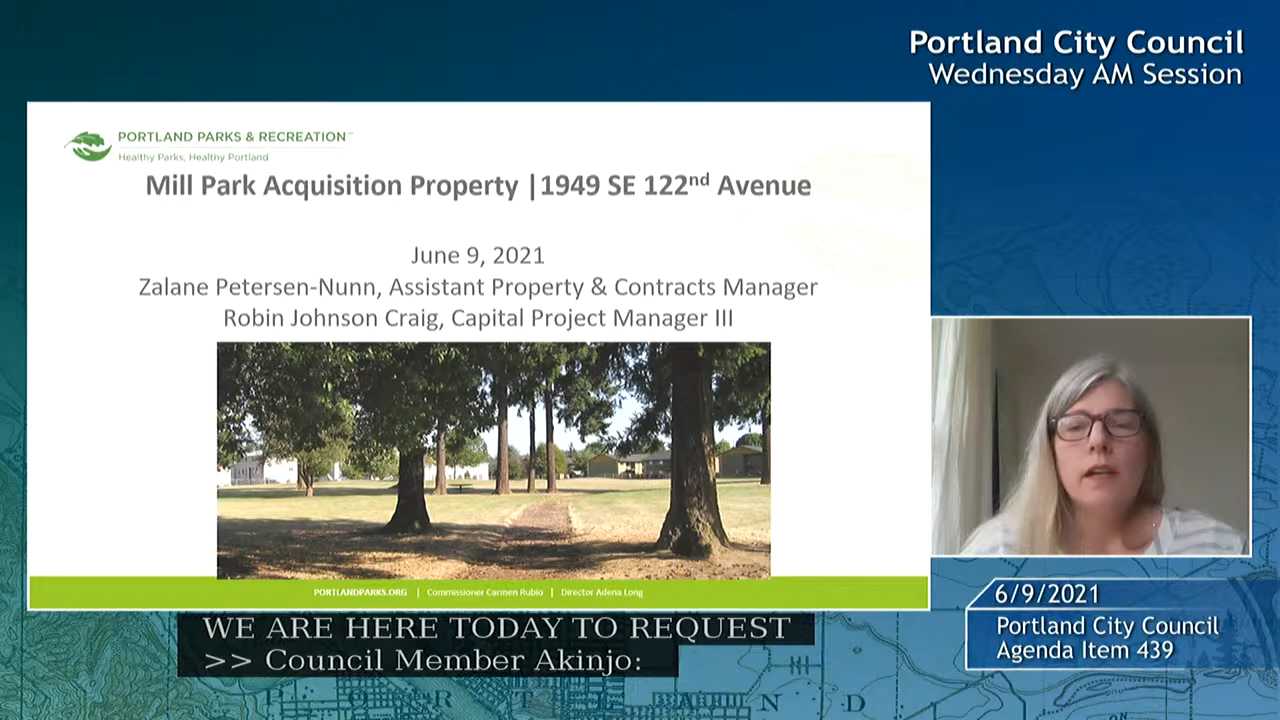 Portland City Council
Wednesday AM Session
PORTLAND PARKS & RECREATION
Healthy Parks, Healthy Portland
Mill Park Acquisition Property |1949 SE 122nd Avenue
June 9, 2021
Zalane Petersen-Nunn, Assistant Property & Contracts Manager
Robin Johnson Craig, Capital Project Manager III
PORTLANDPARKS.ORG | Commissioner Carmen Rubio | Director Adena Long
WE ARE HERE TODAY TO REQUEST
>> Council Member Akinjo:
6/9/2021
Portland City Council
Agenda Item 439